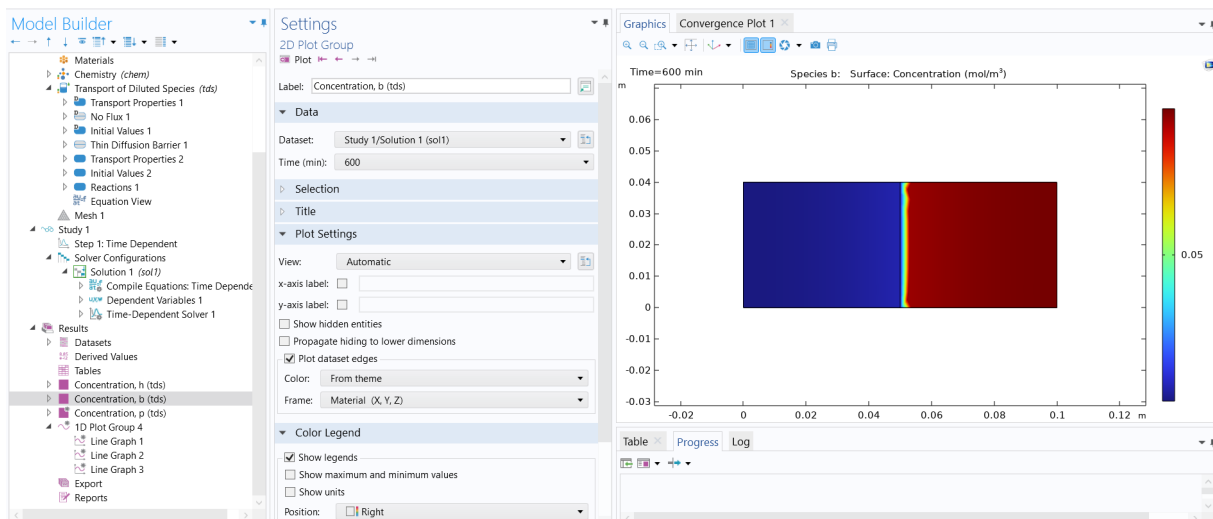 Model Builder
Materials
Chemistry (chem)
Transport of Diluted Species (tds)
Transport Properties 1
No Flux 1
Initial Values 1
Thin Diffusion Barrier 1
Transport Properties 2
Initial Values 2
Reactions 1
Equation View
Mesh 1
Study 1
Step 1: Time Dependent
Solver Configurations
Solution 1 (sol1)
Compile Equations: Time Depende
Dependent Variables 1
Time-Dependent Solver 1
Results
Datasets
Derived Values
Tables
Concentration, h (tds)
Concentration, b (tds)
Concentration, p (tds)
1D Plot Group 4
Line Graph 1
Line Graph 2
Line Graph 3
Export
Reports
Settings
2D Plot Group
Plot
Label: Concentration, b (tds)
Data
Dataset: Study 1/Solution 1 (sol1)
Time (min): 600
Selection
Title
Plot Settings
View: Automatic
x-axis label:
y-axis label:
Show hidden entities
Propagate hiding to lower dimensions
Plot dataset edges
Color: From theme
Frame: Material (X, Y, Z)
Color Legend
Show legends
Show maximum and minimum values
Show units
Position: Right
Graphics Convergence Plot 1
Time=600 min Species b: Surface: Concentration (mol/m³)
m
0.06
0.05
0.04
0.03
0.02
0.01
0
-0.01
-0.02
-0.03
-0.02 0 0.02 0.04 0.06 0.08 0.1 0.12 m
0.05
Table Progress Log